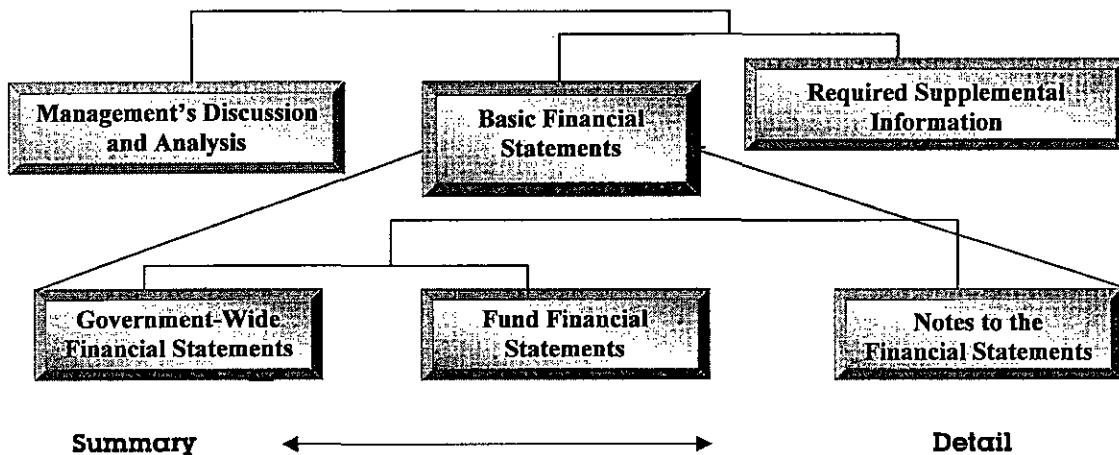 Management's Discussion
and Analysis
Basic Financial
Statements
Required Supplemental
Information
Government-Wide
Financial Statements
Fund Financial
Statements
Notes to the
Financial Statements
Summary
Detail